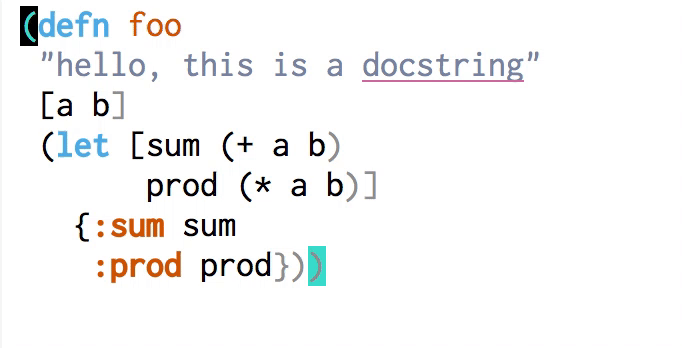 (defn foo
  "hello, this is a docstring"
  [a b]
  (let [sum (+ a b)
        prod (* a b)]
    {:sum sum
     :prod prod}))